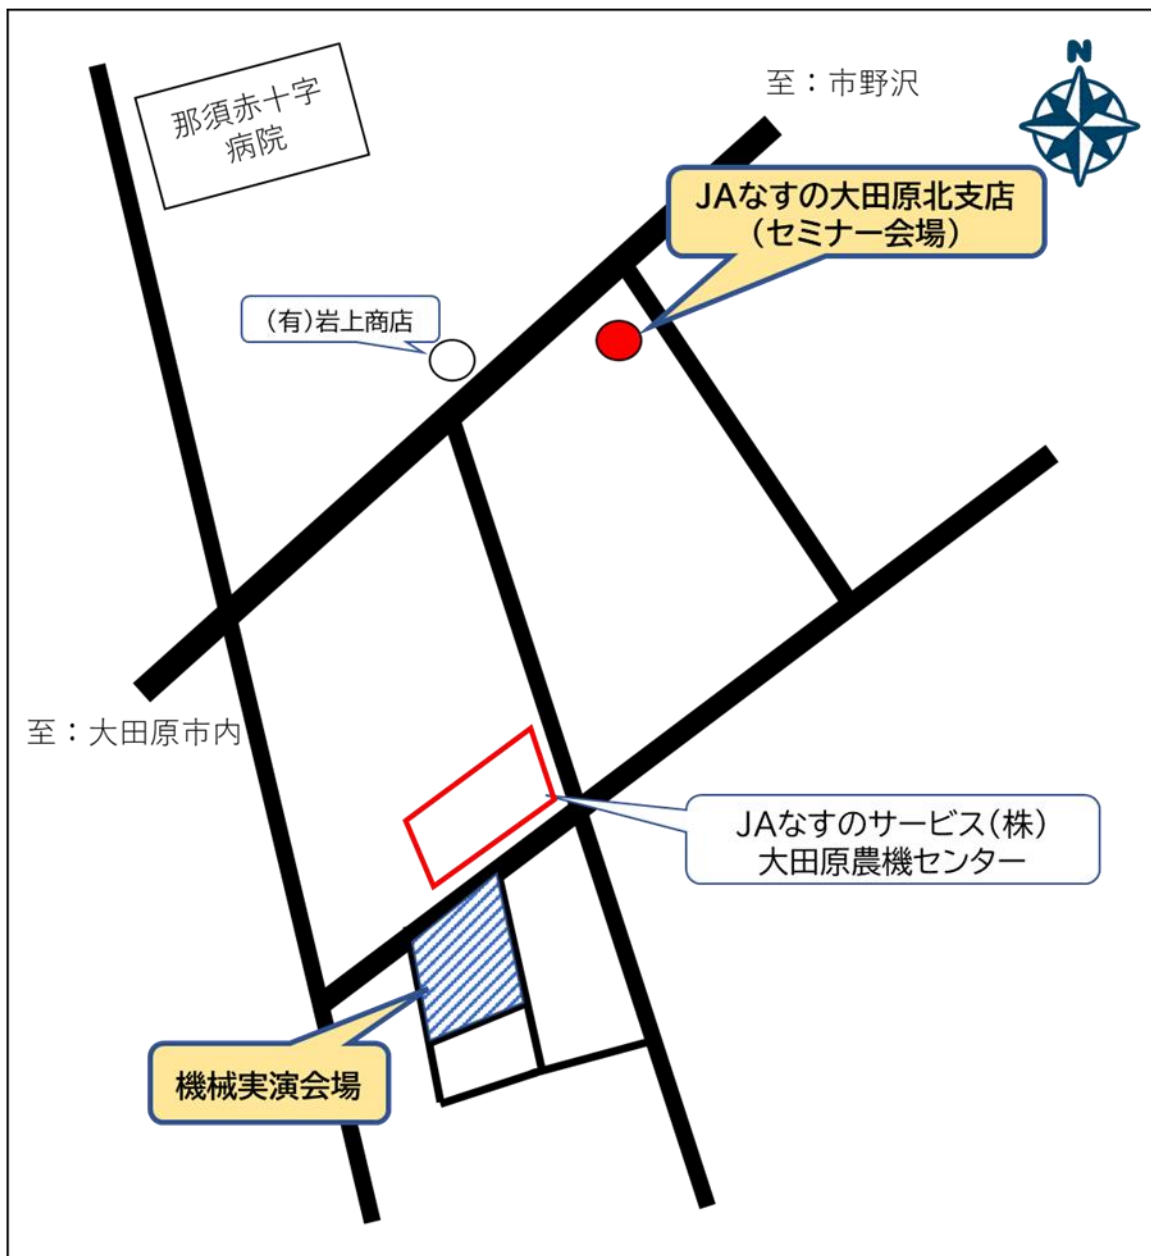 N
至：市野沢
那須赤十字
病院
JAなすの大田原北支店
（セミナー会場）
（有）岩上商店
至：大田原市内
JAなすのサービス（株）
大田原農機センター
機械実演会場